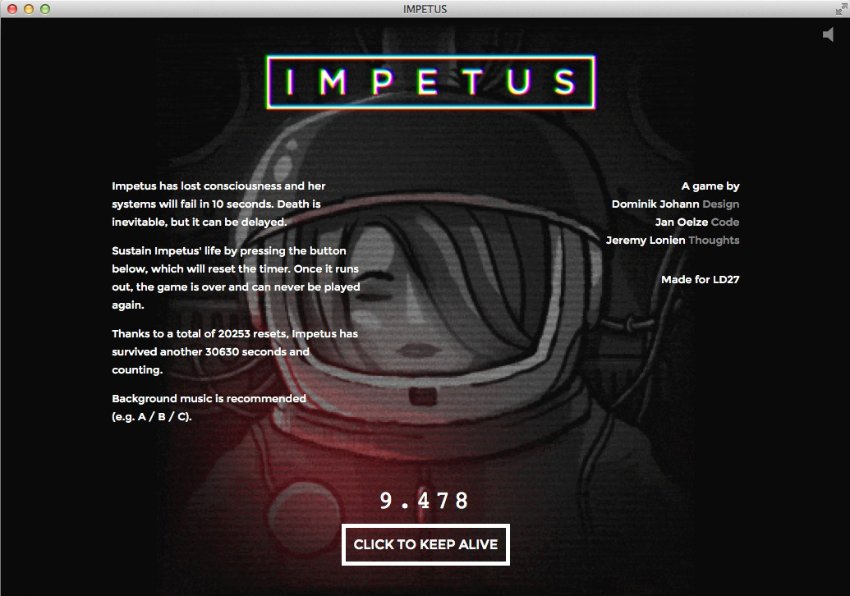 IMPETUS
IMPETUS
Impetus has lost consciousness and her
systems will fail in 10 seconds. Death is
inevitable, but it can be delayed.
Sustain Impetus' life by pressing the button
below, which will reset the timer. Once it runs
out, the game is over and can never be played
again.
Thanks to a total of 20253 resets, Impetus has
survived another 30630 seconds and
counting.
Background music is recommended
(e.g. A / B / C).
A game by
Dominik Johann Design
Jan Oelze Code
Jeremy Lonien Thoughts
Made for LD27
9.478
CLICK TO KEEP ALIVE